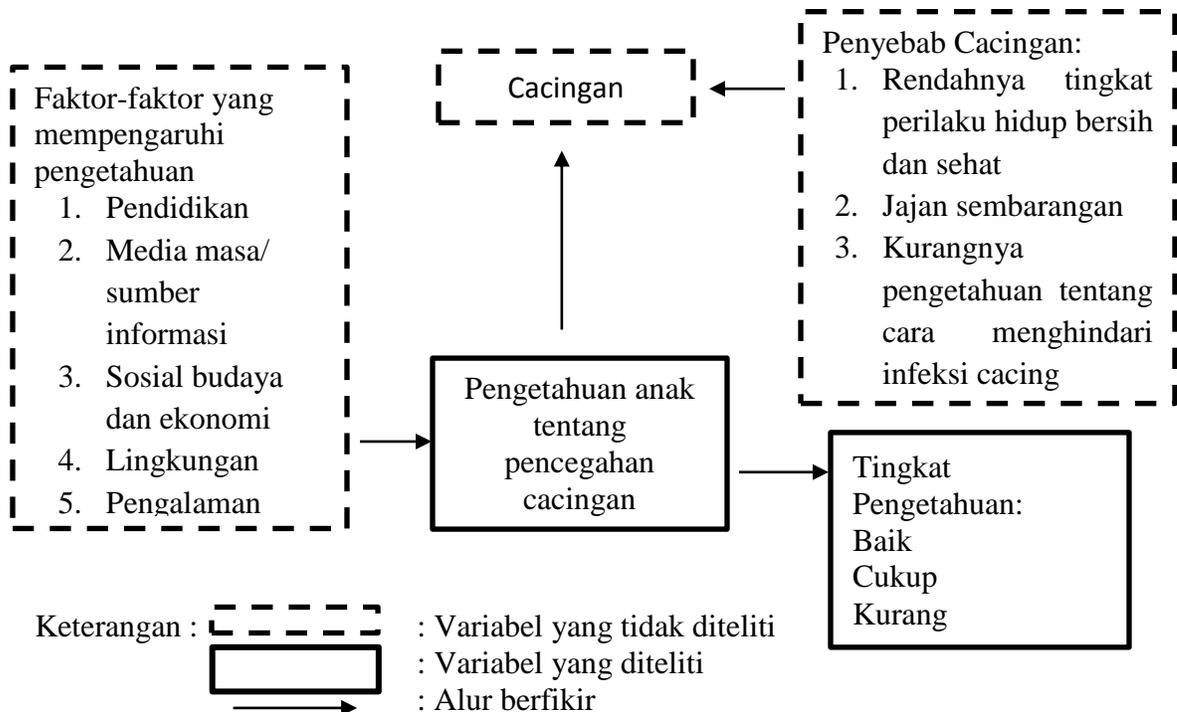 Faktor-faktor yang
mempengaruhi
pengetahuan
1. Pendidikan
2. Media masa/
sumber
informasi
3. Sosial budaya
dan ekonomi
4. Lingkungan
5. Pengalaman
Cacingan
Penyebab Cacingan:
1. Rendahnya tingkat
perilaku hidup bersih
dan sehat
2. Jajan sembarangan
3. Kurangnya
pengetahuan tentang
cara menghindari
infeksi cacing
Pengetahuan anak
tentang
pencegahan
cacingan
Tingkat
Pengetahuan:
Baik
Cukup
Kurang
Keterangan : : Variabel yang tidak diteliti
: Variabel yang diteliti
: Alur berfikir